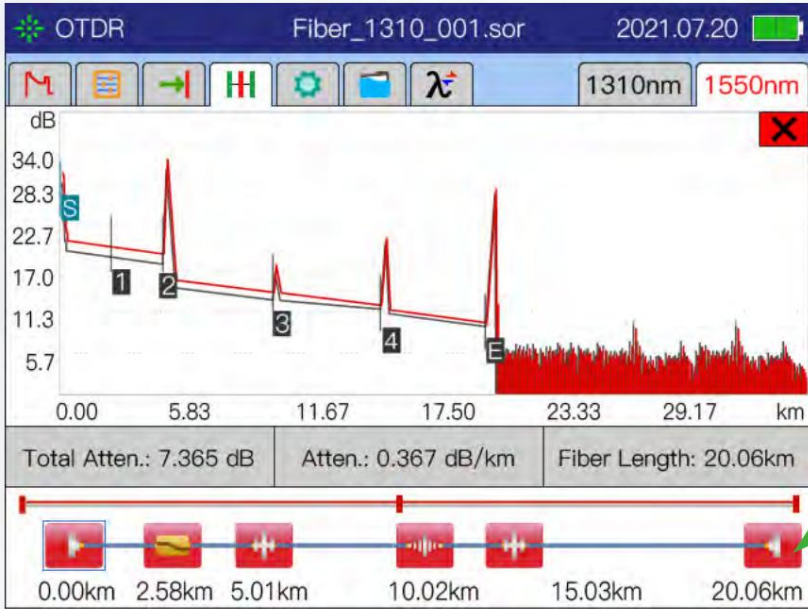 OTDR Fiber_1310_001.sor 2021.07.20
λ 1310nm 1550nm
dB
34.0
28.3
22.7
17.0
11.3
5.7
S
1 2 3 4 E
0.00 5.83 11.67 17.50 23.33 29.17 km
Total Atten.: 7.365 dB Atten.: 0.367 dB/km Fiber Length: 20.06km
0.00km 2.58km 5.01km 10.02km 15.03km 20.06km